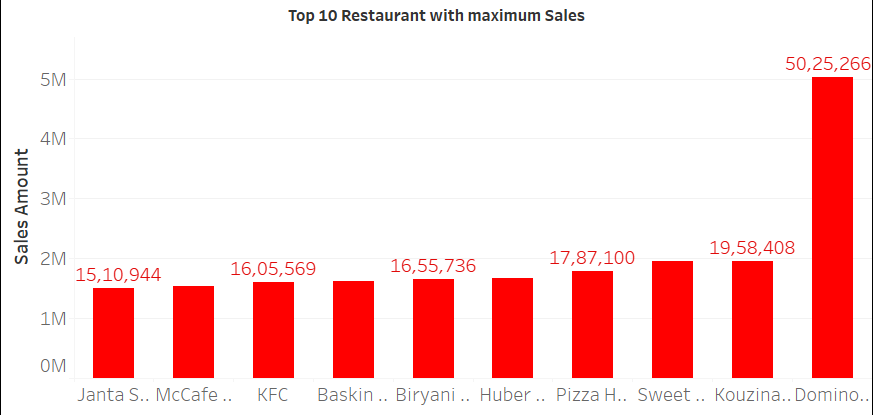 Top 10 Restaurant with maximum Sales
50,25,266
5M
4M
3M
2M
1M
0M
Sales Amount
15,10,944
16,05,569
16,55,736
17,87,100
19,58,408
Janta S.. McCafe .. KFC Baskin .. Biryani .. Huber .. Pizza H.. Sweet .. Kouzina.. Domino..